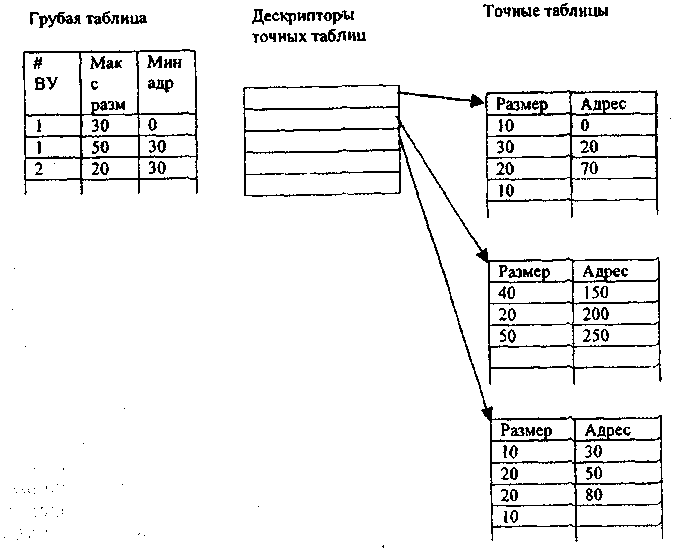 Грубая таблица
Дескрипторы
точных таблиц
Точные таблицы
# ВУ Мак с разм Мин адр
1 30 0
1 50 30
2 20 30
Размер Адрес
10 0
30 20
20 70
10
Размер Адрес
40 150
20 200
50 250
Размер Адрес
10 30
20 50
20 80
10